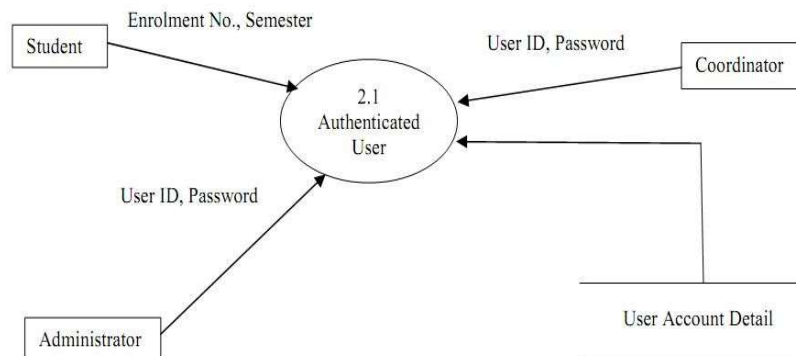 Enrolment No., Semester
Student
User ID, Password
Coordinator
2.1
Authenticated
User
User ID, Password
User Account Detail
Administrator